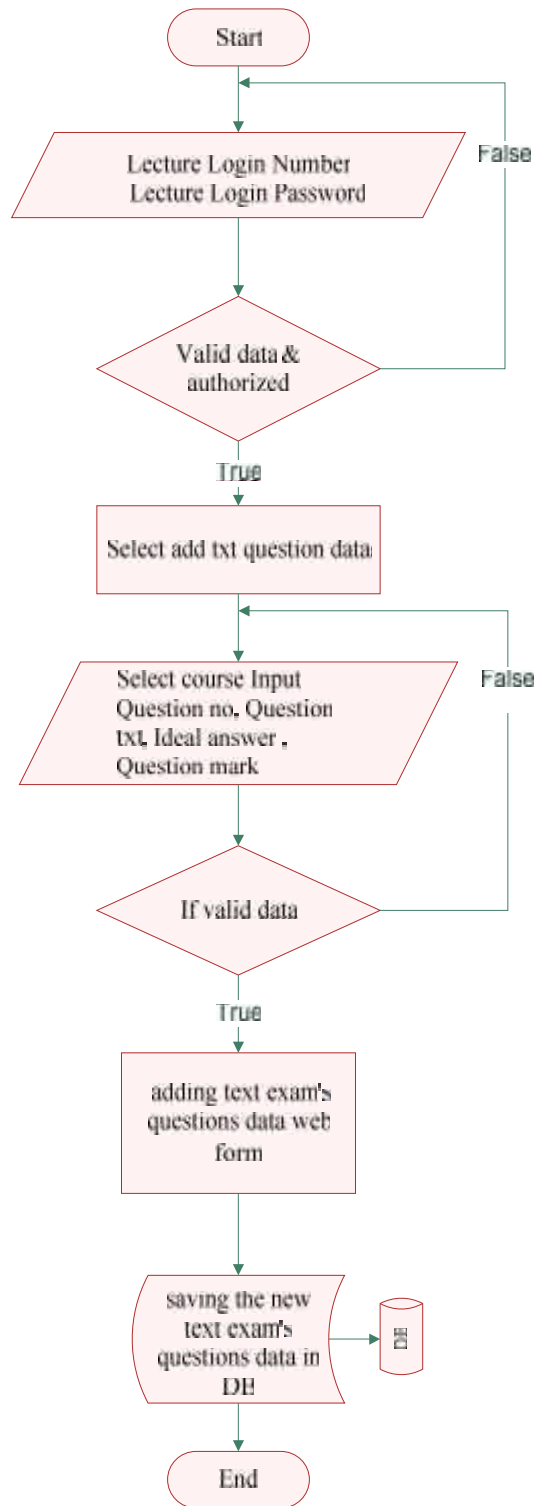 Start
False
Lecture Login Number
Lecture Login Password
Valid data &
authorized
True
Select add txt question data
False
Select course Input
Question no, Question
txt, Ideal answer ,
Question mark
If valid data
True
adding text exam's
questions data web
form
saving the new
text exam's
questions data in
DB
DB
End